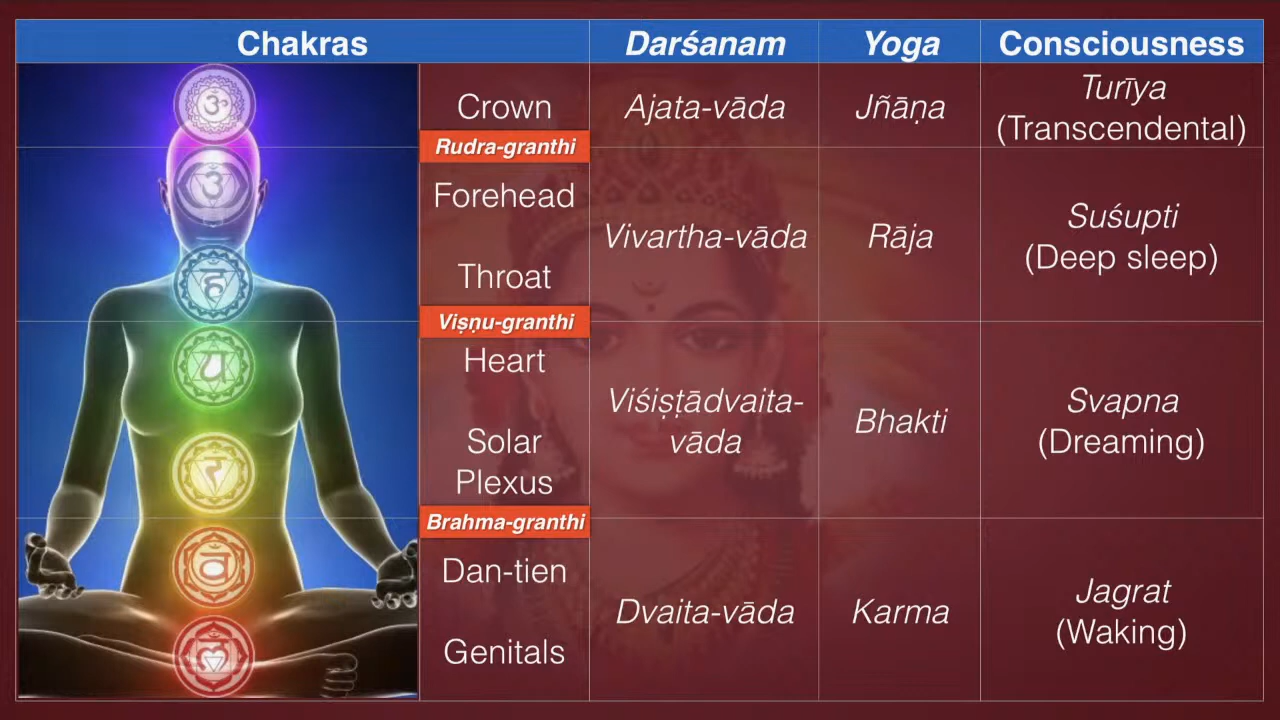 Chakras Darśanam Yoga Consciousness
ॐ
Crown Ajata-vāda Jñāṇa Turīya
(Transcendental)
Rudra-granthi
Forehead
Vivartha-vāda Rāja Suśupti
(Deep sleep)
हं
Throat
Viṣṇu-granthi
Heart
यं
Viśiṣṭādvaita-
vāda
Bhakti Svapna
(Dreaming)
रं
Solar
Plexus
Brahma-granthi
वं
Dan-tien
Dvaita-vāda Karma Jagrat
(Waking)
Genitals
लं